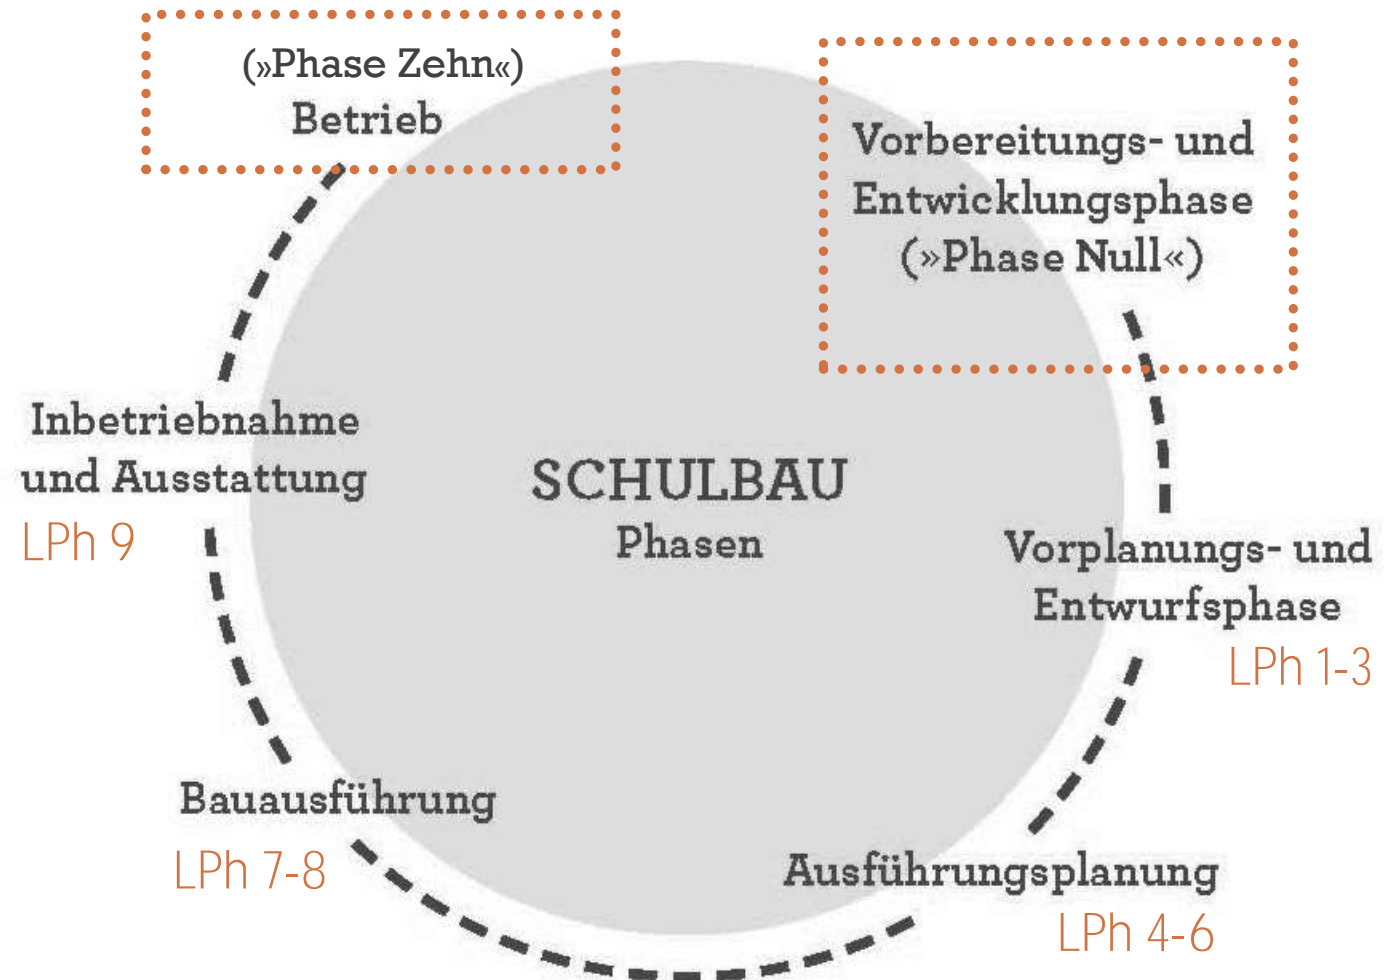 (»Phase Zehn«)
Betrieb
Vorbereitungs- und
Entwicklungsphase
(»Phase Null«)
Inbetriebnahme
und Ausstattung
LPh 9
SCHULBAU
Phasen
Vorplanungs- und
Entwurfsphase
LPh 1-3
Bauausführung
LPh 7-8
Ausführungsplanung
LPh 4-6